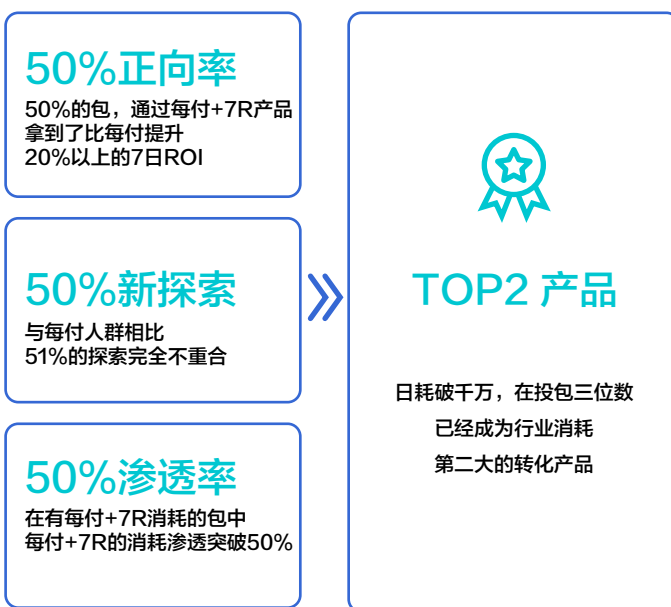 50%正向率
50%的包，通过每付+7R产品
拿到了比每付提升
20%以上的7日ROI
50%新探索
与每付人群相比
51%的探索完全不重合
50%渗透率
在有每付+7R消耗的包中
每付+7R的消耗渗透突破50%
TOP2 产品
日耗破千万，在投包三位数
已经成为行业消耗
第二大的转化产品